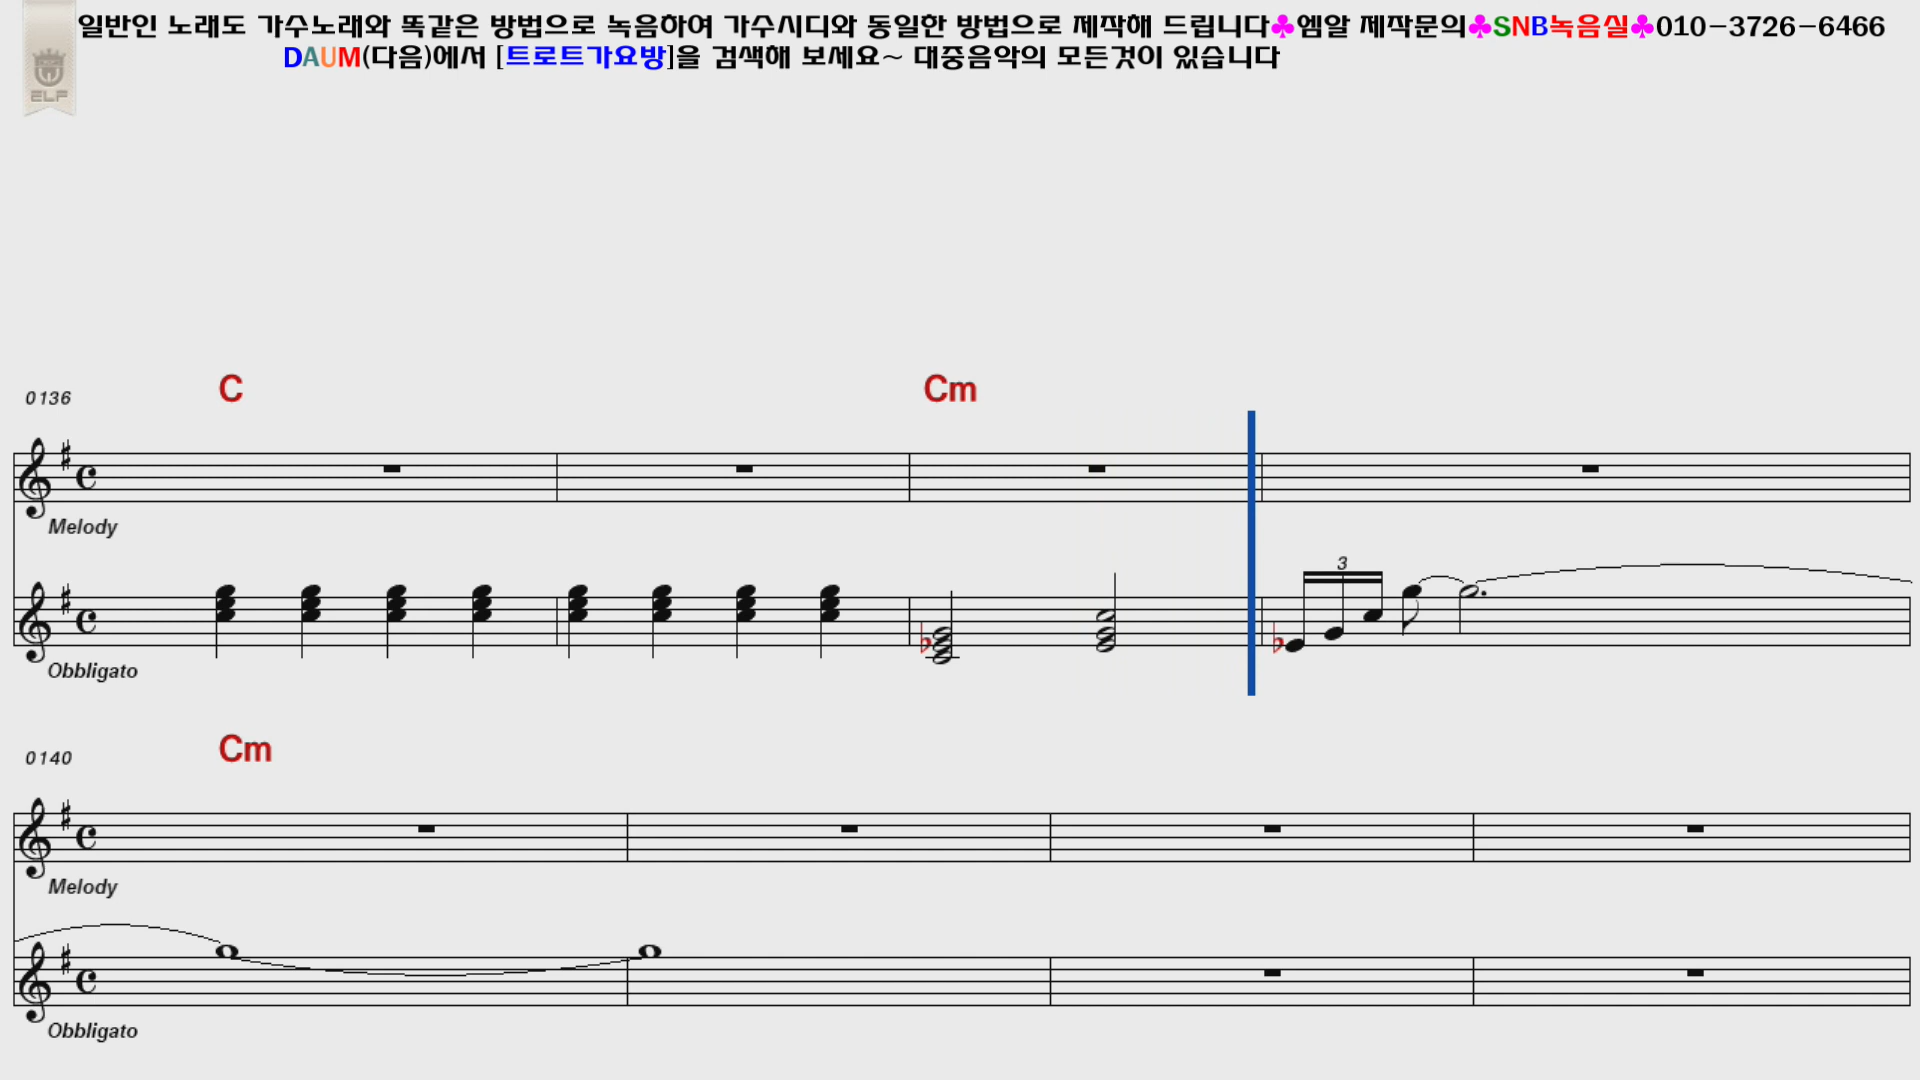 일반인 노래도 가수노래와 똑같은 방법으로 녹음하여 가수시디와 동일한 방법으로 제작해 드립니다♣엠알 제작문의♣SNB녹음실♣010-3726-6466
DAUM(다음)에서 [트로트가요방]을 검색해 보세요~ 대중음악의 모든것이 있습니다
ELF
0136 C Cm
Melody
3
Obbligato
0140 Cm
Melody
Obbligato